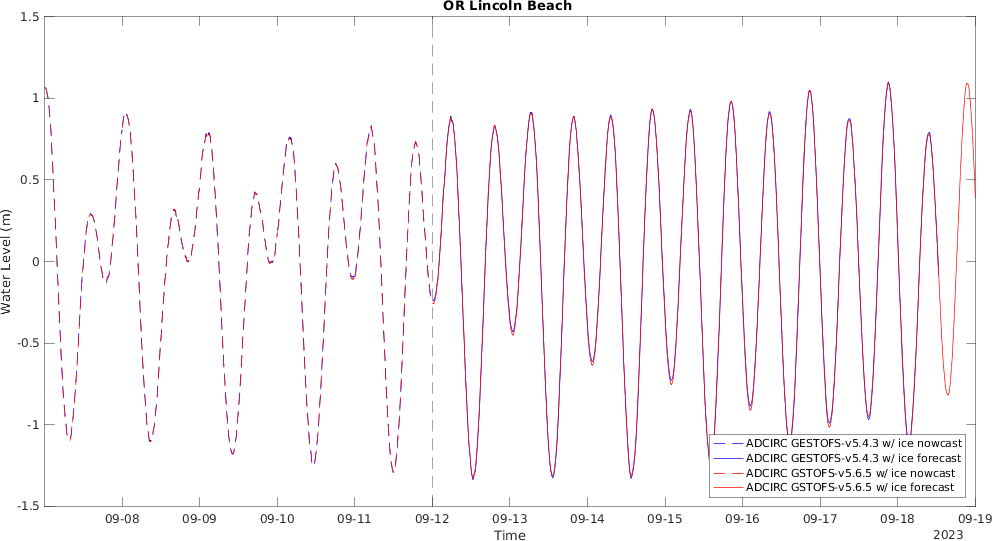 OR Lincoln Beach
1.5
1
0.5
0
-0.5
-1
-1.5
Water Level (m)
ADCIRC GESTOFS-v5.4.3 w/ ice nowcast
ADCIRC GESTOFS-v5.4.3 w/ ice forecast
ADCIRC GSTOFS-v5.6.5 w/ ice nowcast
ADCIRC GSTOFS-v5.6.5 w/ ice forecast
09-08 09-09 09-10 09-11 09-12 09-13 09-14 09-15 09-16 09-17 09-18 09-19
Time
2023